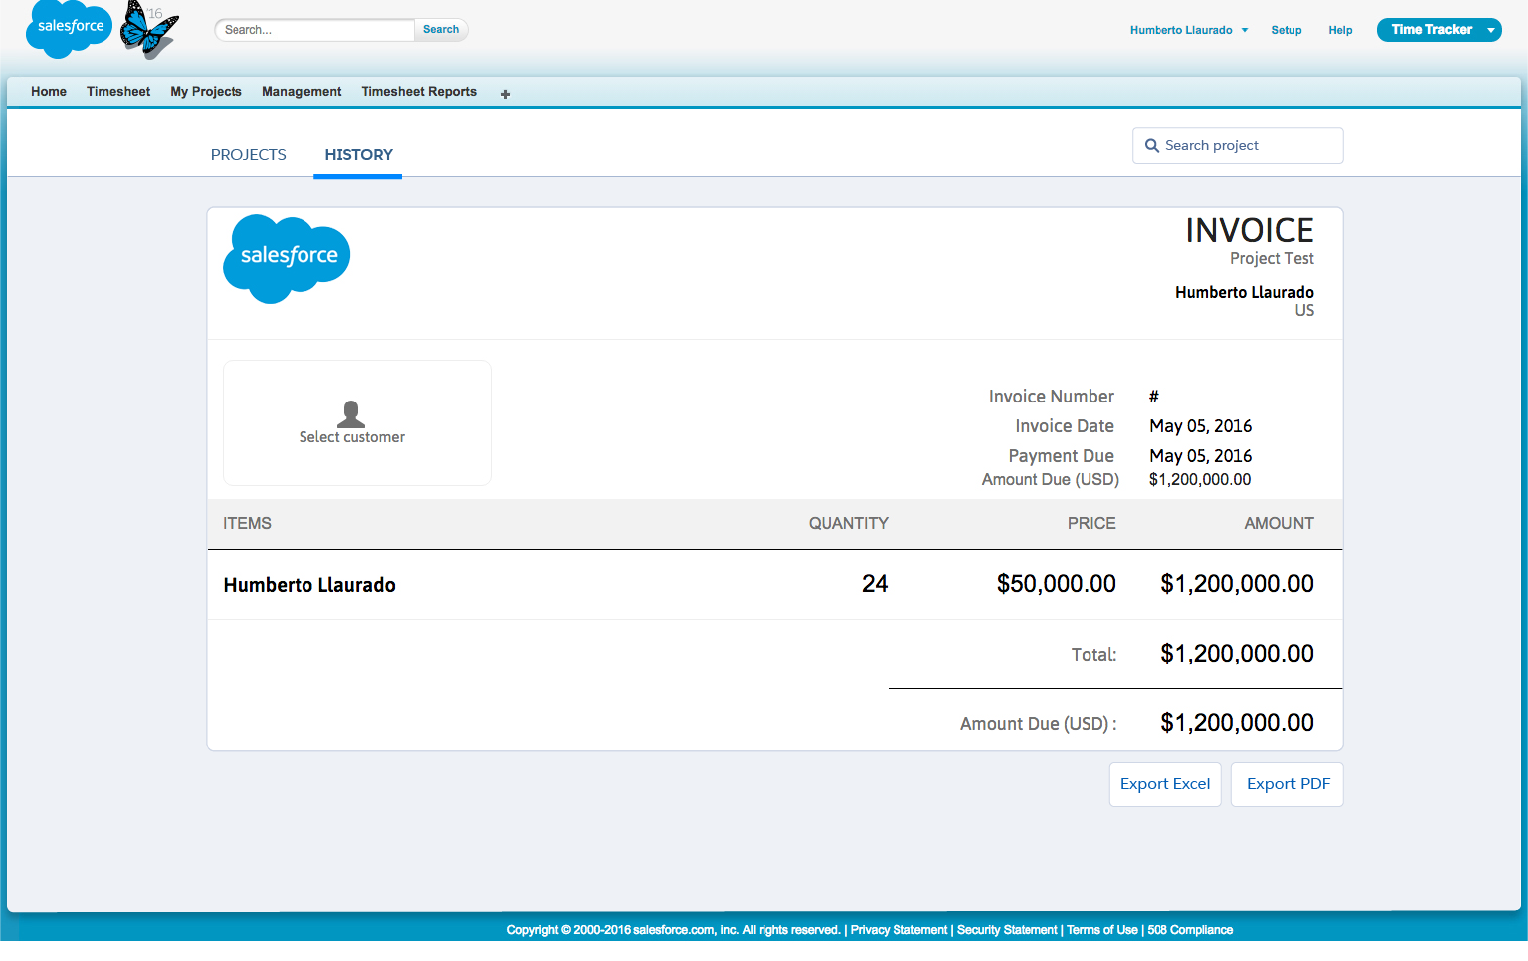 salesforce
'16
Search...
Search
Humberto Llaurado
Setup
Help
Time Tracker
Home
Timesheet
My Projects
Management
Timesheet Reports
+
PROJECTS
HISTORY
Search project
salesforce
INVOICE
Project Test
Humberto Llaurado
US
Select customer
Invoice Number #
Invoice Date May 05, 2016
Payment Due May 05, 2016
Amount Due (USD) $1,200,000.00
ITEMS QUANTITY PRICE AMOUNT
Humberto Llaurado 24 $50,000.00 $1,200,000.00
Total: $1,200,000.00
Amount Due (USD) : $1,200,000.00
Export Excel
Export PDF
Copyright © 2000-2016 salesforce.com, inc. All rights reserved. | Privacy Statement | Security Statement | Terms of Use | 508 Compliance